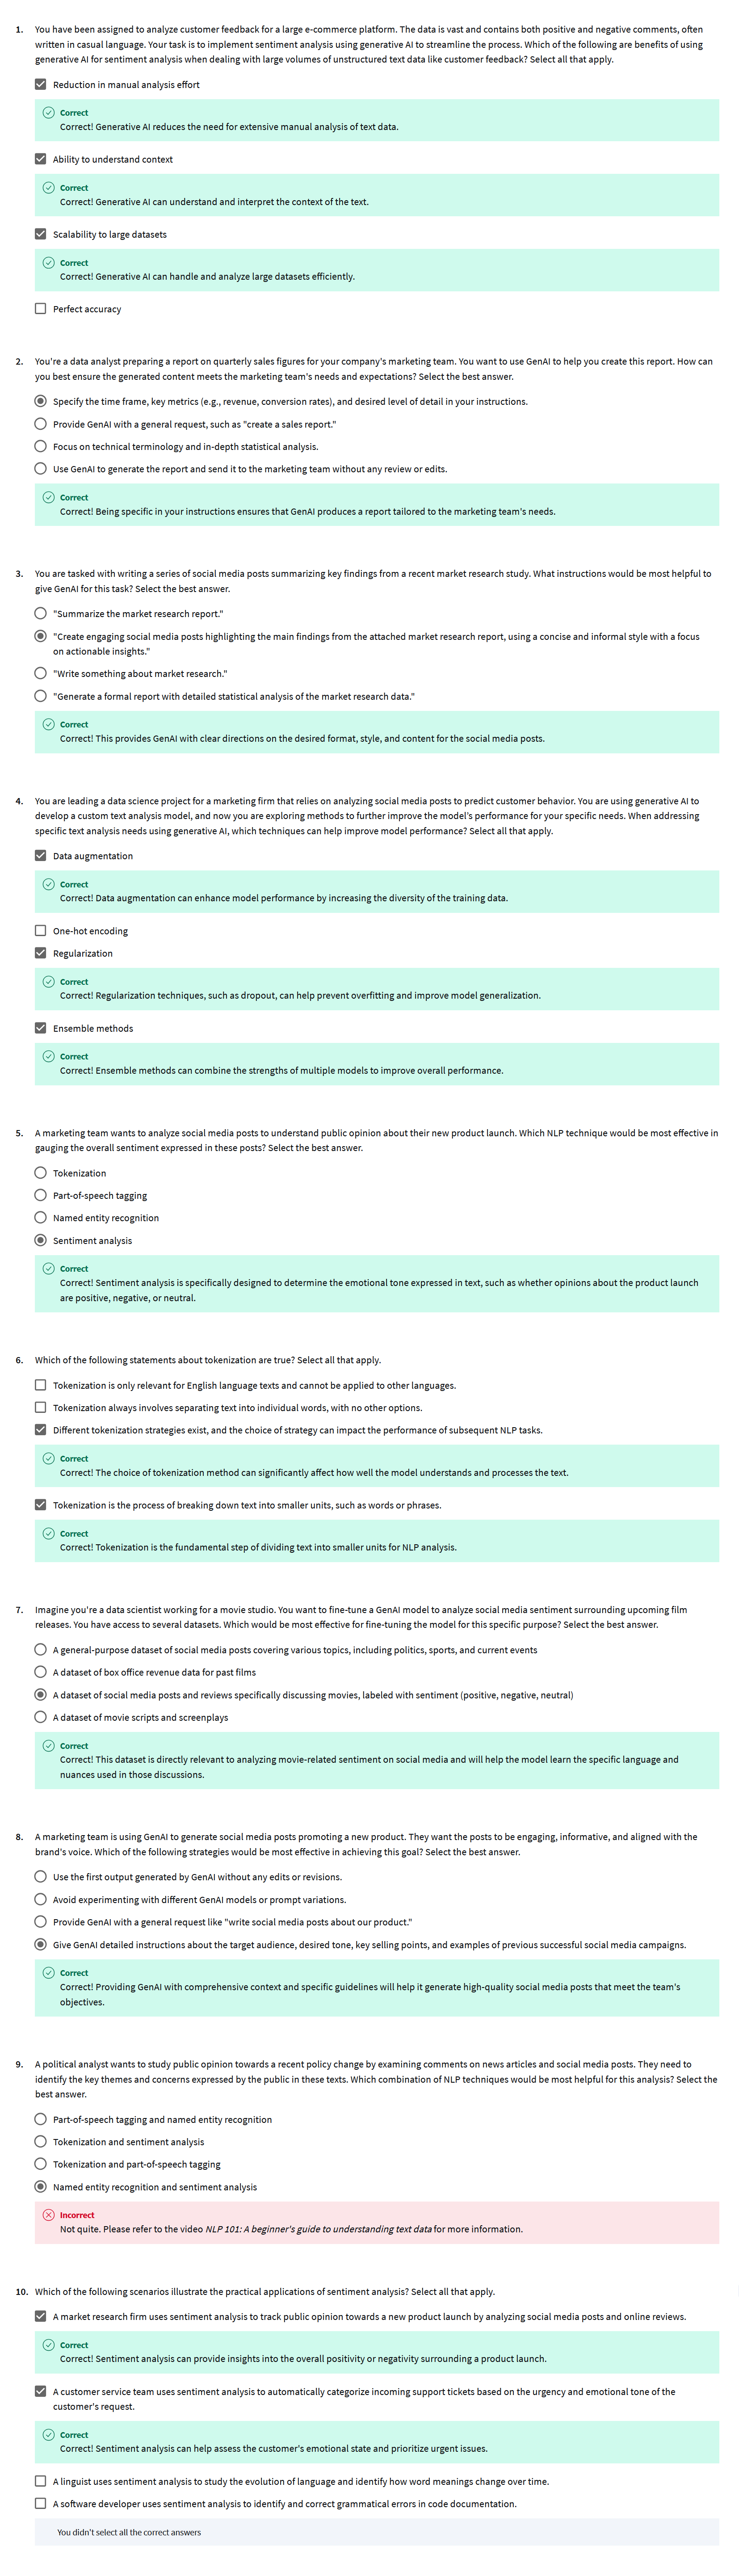 1. You have been assigned to analyze customer feedback for a large e-commerce platform. The data is vast and contains both positive and negative comments, often
written in casual language. Your task is to implement sentiment analysis using generative AI to streamline the process. Which of the following are benefits of using
generative AI for sentiment analysis when dealing with large volumes of unstructured text data like customer feedback? Select all that apply.
Reduction in manual analysis effort
Correct
Correct! Generative AI reduces the need for extensive manual analysis of text data.
Ability to understand context
Correct
Correct! Generative AI can understand and interpret the context of the text.
Scalability to large datasets
Correct
Correct! Generative AI can handle and analyze large datasets efficiently.
Perfect accuracy
2. You're a data analyst preparing a report on quarterly sales figures for your company's marketing team. You want to use GenAI to help you create this report. How can
you best ensure the generated content meets the marketing team's needs and expectations? Select the best answer.
Specify the time frame, key metrics (e.g., revenue, conversion rates), and desired level of detail in your instructions.
Provide GenAI with a general request, such as "create a sales report."
Focus on technical terminology and in-depth statistical analysis.
Use GenAI to generate the report and send it to the marketing team without any review or edits.
Correct
Correct! Being specific in your instructions ensures that GenAI produces a report tailored to the marketing team's needs.
3. You are tasked with writing a series of social media posts summarizing key findings from a recent market research study. What instructions would be most helpful to
give GenAI for this task? Select the best answer.
"Summarize the market research report."
"Create engaging social media posts highlighting the main findings from the attached market research report, using a concise and informal style with a focus
on actionable insights."
"Write something about market research."
"Generate a formal report with detailed statistical analysis of the market research data."
Correct
Correct! This provides GenAI with clear directions on the desired format, style, and content for the social media posts.
4. You are leading a data science project for a marketing firm that relies on analyzing social media posts to predict customer behavior. You are using generative AI to
develop a custom text analysis model, and now you are exploring methods to further improve the model's performance for your specific needs. When addressing
specific text analysis needs using generative AI, which techniques can help improve model performance? Select all that apply.
Data augmentation
Correct
Correct! Data augmentation can enhance model performance by increasing the diversity of the training data.
One-hot encoding
Regularization
Correct
Correct! Regularization techniques, such as dropout, can help prevent overfitting and improve model generalization.
Ensemble methods
Correct
Correct! Ensemble methods can combine the strengths of multiple models to improve overall performance.
5. A marketing team wants to analyze social media posts to understand public opinion about their new product launch. Which NLP technique would be most effective in
gauging the overall sentiment expressed in these posts? Select the best answer.
Tokenization
Part-of-speech tagging
Named entity recognition
Sentiment analysis
Correct
Correct! Sentiment analysis is specifically designed to determine the emotional tone expressed in text, such as whether opinions about the product launch
are positive, negative, or neutral.
6. Which of the following statements about tokenization are true? Select all that apply.
Tokenization is only relevant for English language texts and cannot be applied to other languages.
Tokenization always involves separating text into individual words, with no other options.
Different tokenization strategies exist, and the choice of strategy can impact the performance of subsequent NLP tasks.
Correct
Correct! The choice of tokenization method can significantly affect how well the model understands and processes the text.
Tokenization is the process of breaking down text into smaller units, such as words or phrases.
Correct
Correct! Tokenization is the fundamental step of dividing text into smaller units for NLP analysis.
7. Imagine you're a data scientist working for a movie studio. You want to fine-tune a GenAI model to analyze social media sentiment surrounding upcoming film
releases. You have access to several datasets. Which would be most effective for fine-tuning the model for this specific purpose? Select the best answer.
A general-purpose dataset of social media posts covering various topics, including politics, sports, and current events
A dataset of box office revenue data for past films
A dataset of social media posts and reviews specifically discussing movies, labeled with sentiment (positive, negative, neutral)
A dataset of movie scripts and screenplays
Correct
Correct! This dataset is directly relevant to analyzing movie-related sentiment on social media and will help the model learn the specific language and
nuances used in those discussions.
8. A marketing team is using GenAI to generate social media posts promoting a new product. They want the posts to be engaging, informative, and aligned with the
brand's voice. Which of the following strategies would be most effective in achieving this goal? Select the best answer.
Use the first output generated by GenAI without any edits or revisions.
Avoid experimenting with different GenAI models or prompt variations.
Provide GenAI with a general request like "write social media posts about our product."
Give GenAI detailed instructions about the target audience, desired tone, key selling points, and examples of previous successful social media campaigns.
Correct
Correct! Providing GenAI with comprehensive context and specific guidelines will help it generate high-quality social media posts that meet the team's
objectives.
9. A political analyst wants to study public opinion towards a recent policy change by examining comments on news articles and social media posts. They need to
identify the key themes and concerns expressed by the public in these texts. Which combination of NLP techniques would be most helpful for this analysis? Select the
best answer.
Part-of-speech tagging and named entity recognition
Tokenization and sentiment analysis
Tokenization and part-of-speech tagging
Named entity recognition and sentiment analysis
Incorrect
Not quite. Please refer to the video NLP 101: A beginner's guide to understanding text data for more information.
10. Which of the following scenarios illustrate the practical applications of sentiment analysis? Select all that apply.
A market research firm uses sentiment analysis to track public opinion towards a new product launch by analyzing social media posts and online reviews.
Correct
Correct! Sentiment analysis can provide insights into the overall positivity or negativity surrounding a product launch.
A customer service team uses sentiment analysis to automatically categorize incoming support tickets based on the urgency and emotional tone of the
customer's request.
Correct
Correct! Sentiment analysis can help assess the customer's emotional state and prioritize urgent issues.
A linguist uses sentiment analysis to study the evolution of language and identify how word meanings change over time.
A software developer uses sentiment analysis to identify and correct grammatical errors in code documentation.
You didn't select all the correct answers